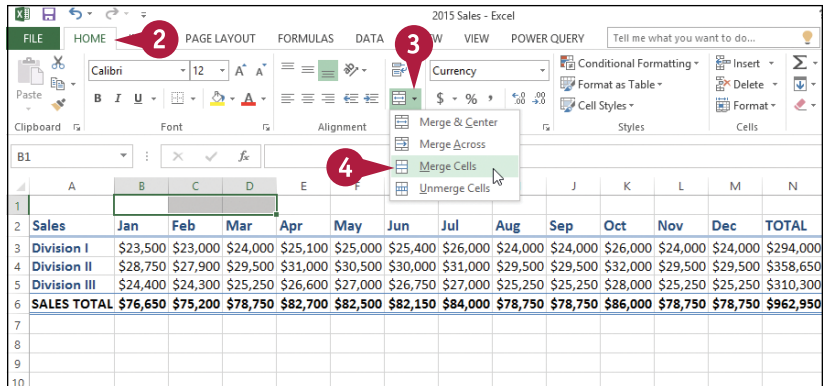 2015 Sales - Excel
FILE HOME 2 PAGE LAYOUT FORMULAS DATA 3 W VIEW POWER QUERY Tell me what you want to do...
Calibri 12 Currency Conditional Formatting Insert Σ
Paste B I U A $ % , Format as Table Delete
Cell Styles Format
Clipboard Font Alignment Styles Cells
Merge & Center
Merge Across
4 Merge Cells
Unmerge Cells
B1 fx
A B C D E F J K L M N
1
2 Sales Jan Feb Mar Apr May Jun Jul Aug Sep Oct Nov Dec TOTAL
3 Division I $23,500 $23,000 $24,000 $25,100 $25,000 $25,400 $26,000 $24,000 $24,000 $26,000 $24,000 $24,000 $294,000
4 Division II $28,750 $27,900 $29,500 $31,000 $30,500 $30,000 $31,000 $29,500 $29,500 $32,000 $29,500 $29,500 $358,650
5 Division III $24,400 $24,300 $25,250 $26,600 $27,000 $26,750 $27,000 $25,250 $25,250 $28,000 $25,250 $25,250 $310,300
6 SALES TOTAL $76,650 $75,200 $78,750 $82,700 $82,500 $82,150 $84,000 $78,750 $78,750 $86,000 $78,750 $78,750 $962,950
7
8
9
10